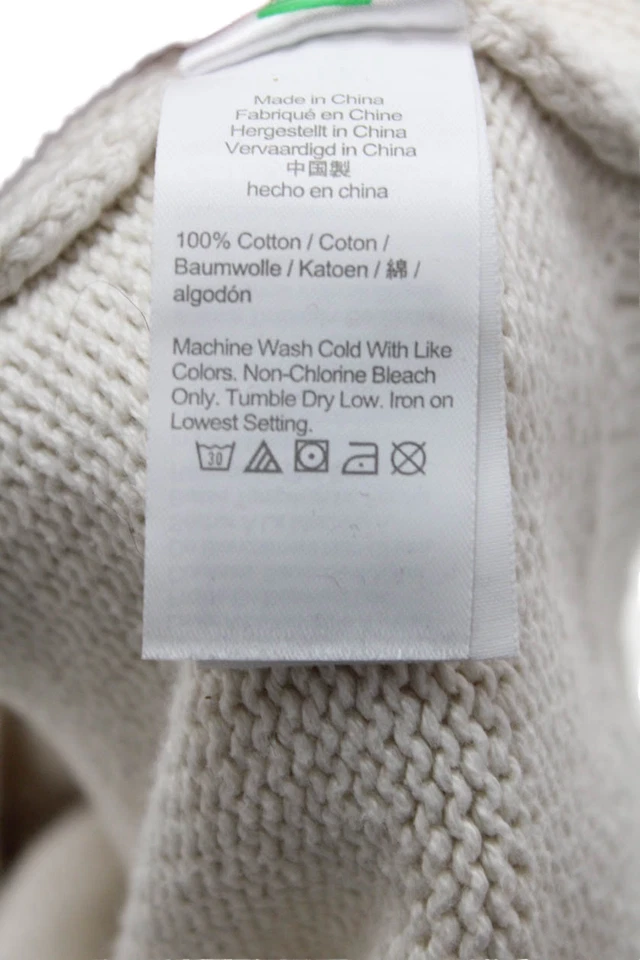 Made in China
Fabriqué en Chine
Hergestellt in China
Vervaardigd in China
中国製
hecho en china
100% Cotton / Coton /
Baumwolle / Katoen / 綿 /
algodón
Machine Wash Cold With Like
Colors. Non-Chlorine Bleach
Only. Tumble Dry Low. Iron on
Lowest Setting.
30